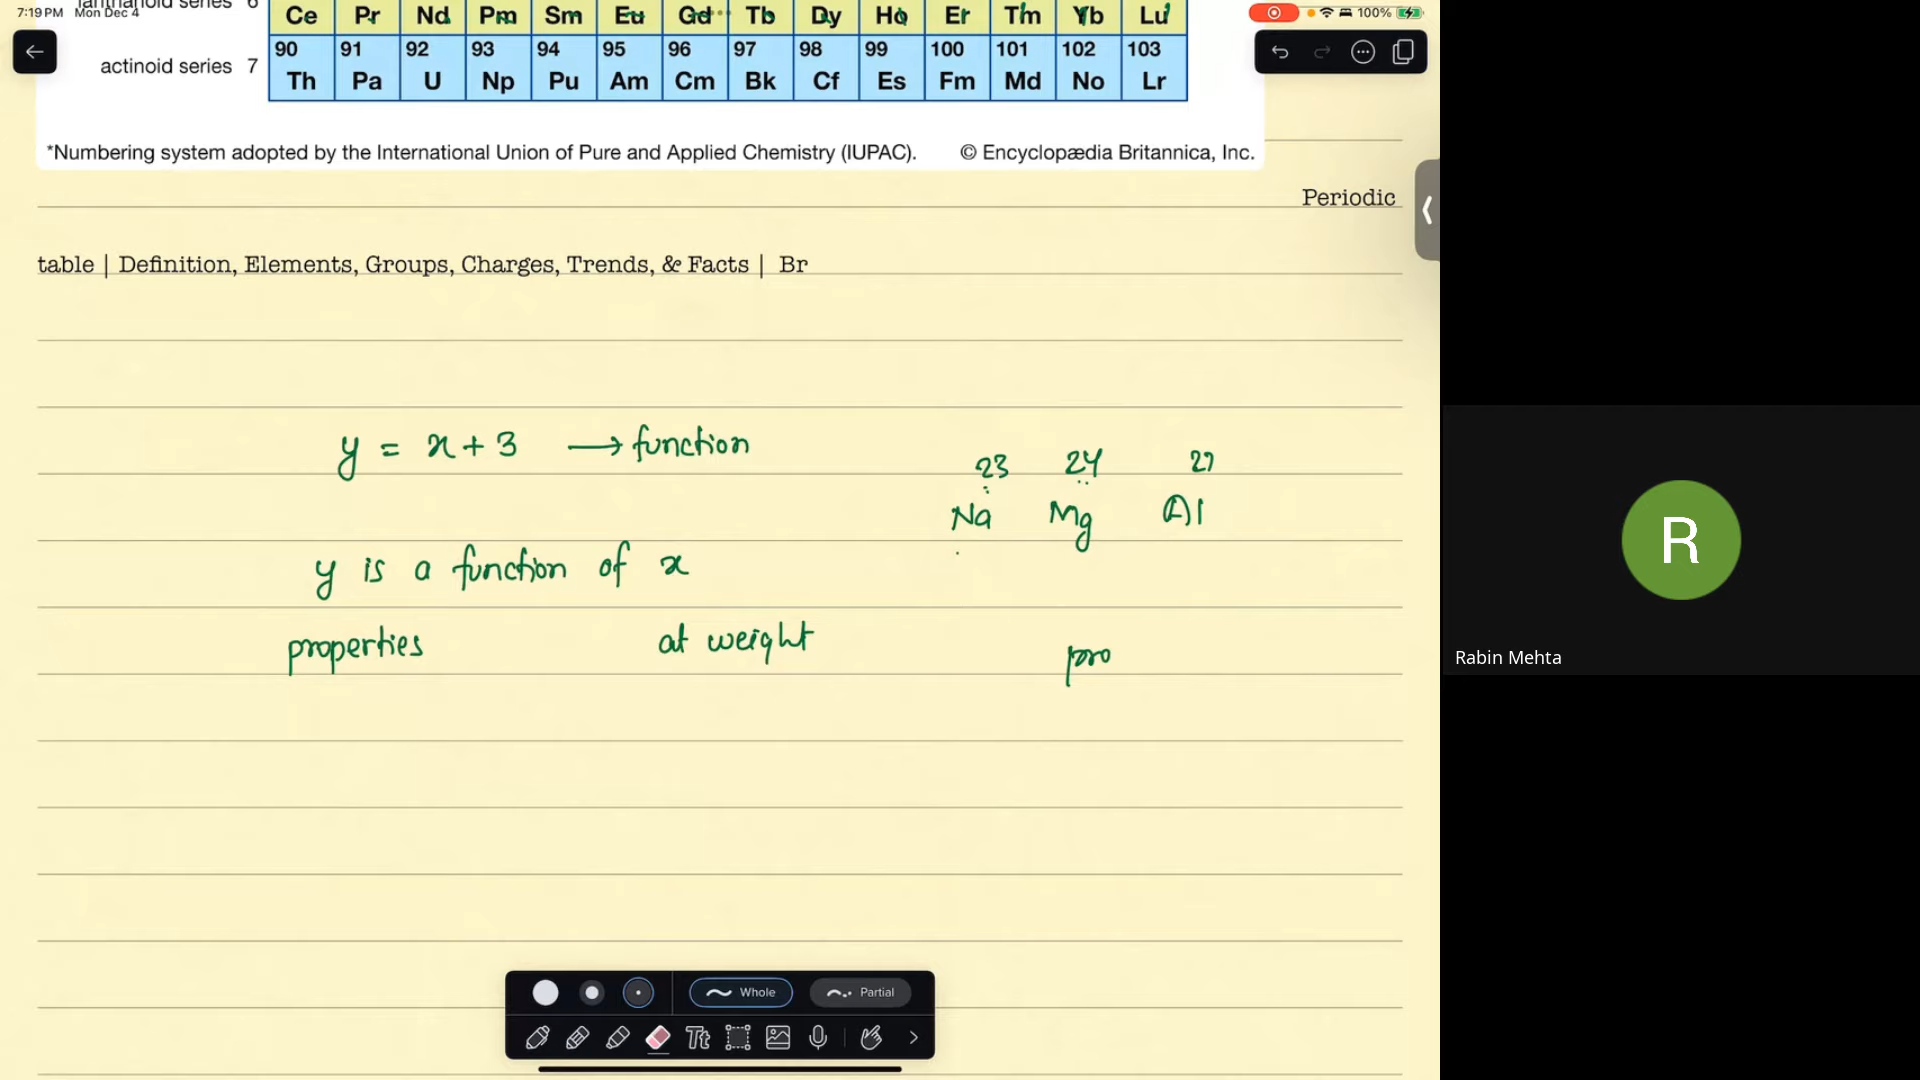 7:19 PM Mon Dec 4
100%
lanthanoid series 6 Ce Pr Nd Pm Sm Eu Gd Tb Dy Ho Er Tm Yb Lu
90 91 92 93 94 95 96 97 98 99 100 101 102 103
actinoid series 7 Th Pa U Np Pu Am Cm Bk Cf Es Fm Md No Lr
*Numbering system adopted by the International Union of Pure and Applied Chemistry (IUPAC). © Encyclopædia Britannica, Inc.
Periodic
table | Definition, Elements, Groups, Charges, Trends, & Facts | Br
y = x + 3 → function
23 24 27
Na Mg Al
y is a function of x
properties at weight pro
R
Rabin Mehta
Whole Partial
Tt